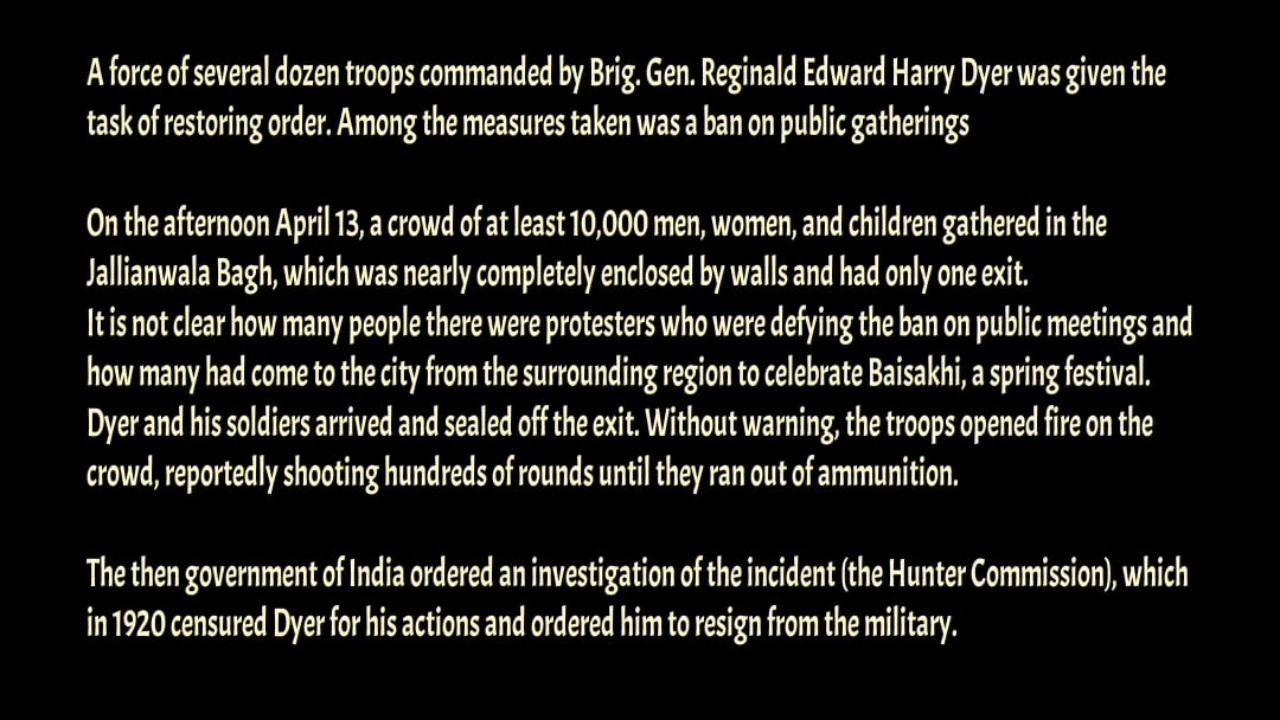 A force of several dozen troops commanded by Brig. Gen. Reginald Edward Harry Dyer was given the
task of restoring order. Among the measures taken was a ban on public gatherings
On the afternoon April 13, a crowd of at least 10,000 men, women, and children gathered in the
Jallianwala Bagh, which was nearly completely enclosed by walls and had only one exit.
It is not clear how many people there were protesters who were defying the ban on public meetings and
how many had come to the city from the surrounding region to celebrate Baisakhi, a spring festival.
Dyer and his soldiers arrived and sealed off the exit. Without warning, the troops opened fire on the
crowd, reportedly shooting hundreds of rounds until they ran out of ammunition.
The then government of India ordered an investigation of the incident (the Hunter Commission), which
in 1920 censured Dyer for his actions and ordered him to resign from the military.